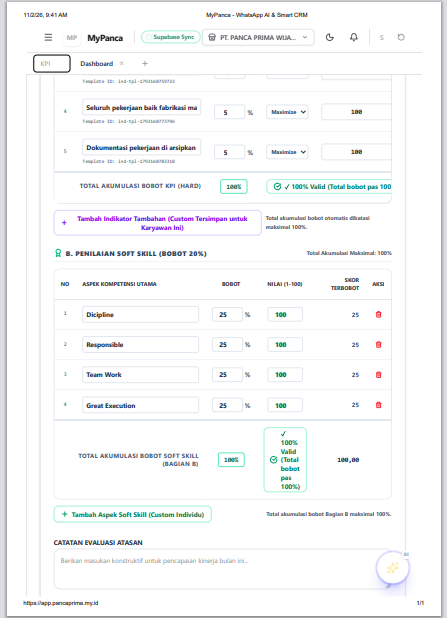 11/2/26, 9:41 AM MyPanca - WhatsApp AI & Smart CRM
MP MyPanca Supabase Sync PT. PANCA PRIMA WIJA... S
KPI Dashboard × +
Template ID: ind-tpl-1793160759723
4 Seluruh pekerjaan baik fabrikasi ma 5 % Maximize 100
Template ID: ind-tpl-1793160773796
5 Dokumentasi pekerjaan di arsipkan 5 % Maximize 100
Template ID: ind-tpl-1793160783318
TOTAL AKUMULASI BOBOT KPI (HARD) 100% ✓ 100% Valid (Total bobot pas 100
+ Tambah Indikator Tambahan (Custom Tersimpan untuk
Karyawan Ini)
Total akumulasi bobot otomatis dibatasi
maksimal 100%.
B. PENILAIAN SOFT SKILL (BOBOT 20%) Total Akumulasi Maksimal: 100%
NO ASPEK KOMPETENSI UTAMA BOBOT NILAI (1-100) SKOR TERBOBOT AKSI
1 Dicipline 25 % 100 25
2 Responsible 25 % 100 25
3 Team Work 25 % 100 25
4 Great Execution 25 % 100 25
TOTAL AKUMULASI BOBOT SOFT SKILL
(BAGIAN B)
100%
✓
100%
Valid
(Total
bobot
pas
100%)
100,00
+ Tambah Aspek Soft Skill (Custom Individu) Total akumulasi bobot Bagian B maksimal 100%.
CATATAN EVALUASI ATASAN
Berikan masukan konstruktif untuk pencapaian kinerja bulan ini...
AI
https://app.pancaprima.my.id 1/1